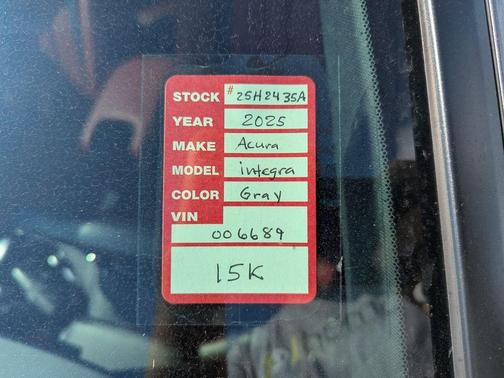 STOCK # 25H2435A
YEAR 2025
MAKE Acura
MODEL integra
COLOR Gray
VIN
006689
15K